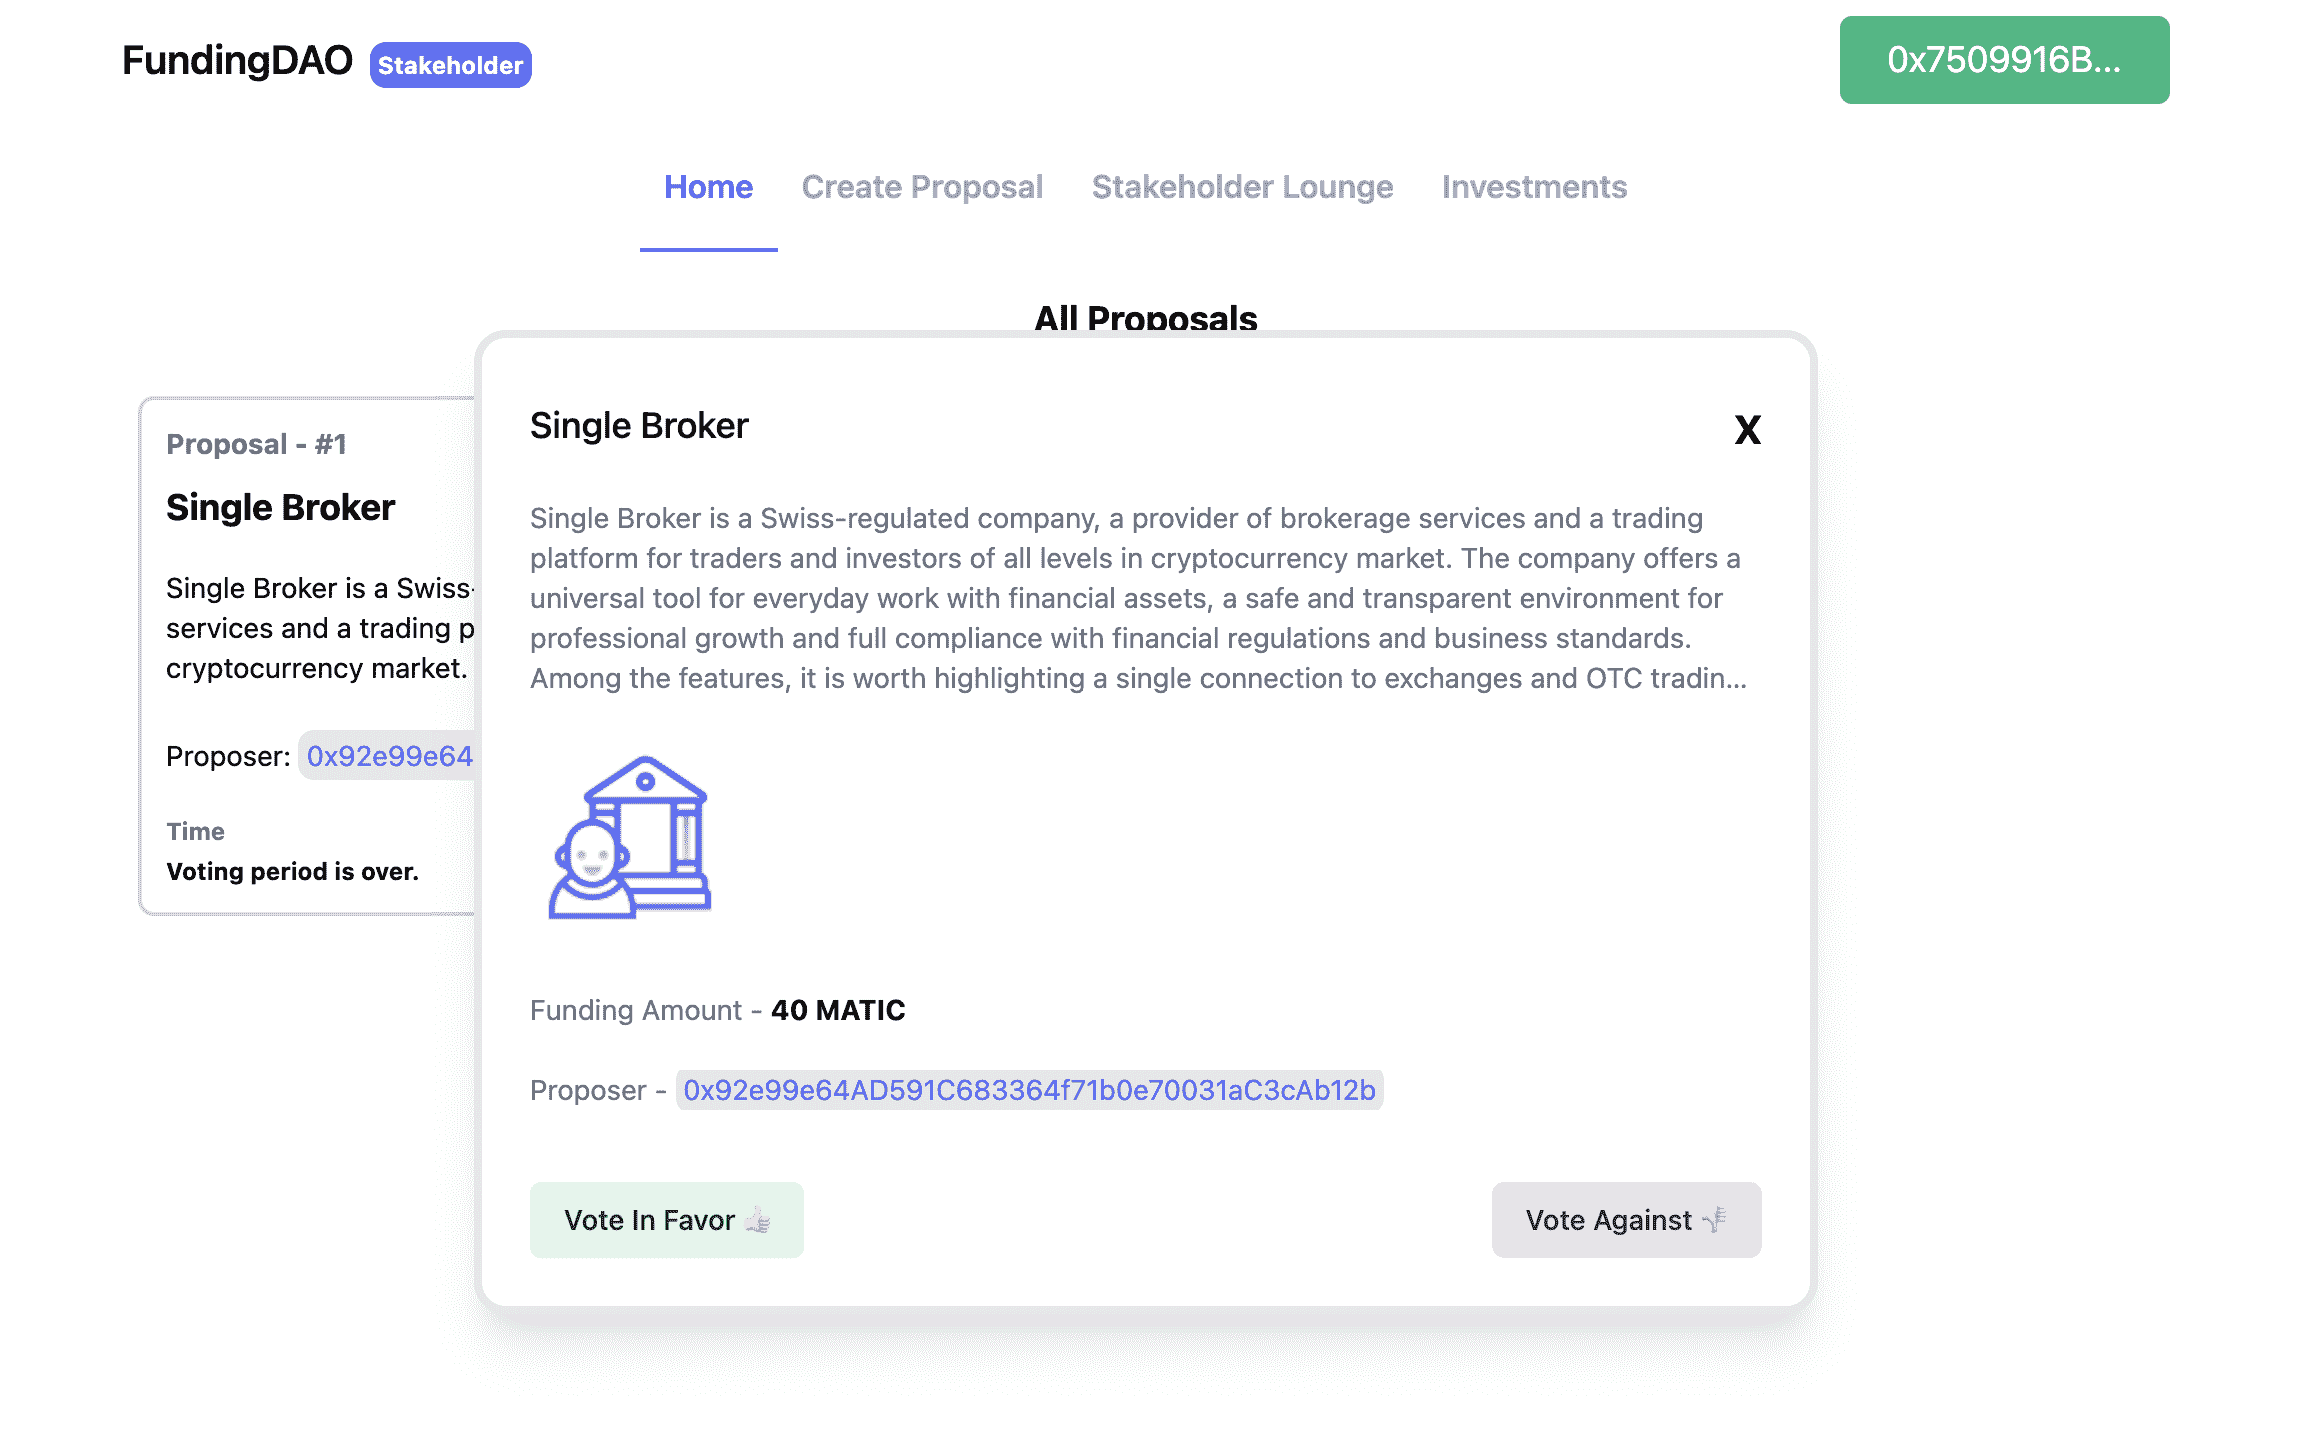 FundingDAO Stakeholder
0x7509916B...
Home Create Proposal Stakeholder Lounge Investments
All Proposals
Proposal - #1
Single Broker
Single Broker is a Swiss-
services and a trading p
cryptocurrency market.
Proposer: 0x92e99e64
Time
Voting period is over.
Single Broker
X
Single Broker is a Swiss-regulated company, a provider of brokerage services and a trading
platform for traders and investors of all levels in cryptocurrency market. The company offers a
universal tool for everyday work with financial assets, a safe and transparent environment for
professional growth and full compliance with financial regulations and business standards.
Among the features, it is worth highlighting a single connection to exchanges and OTC tradin...
Funding Amount - 40 MATIC
Proposer - 0x92e99e64AD591C683364f71b0e70031aC3cAb12b
Vote In Favor 👍
Vote Against 👎